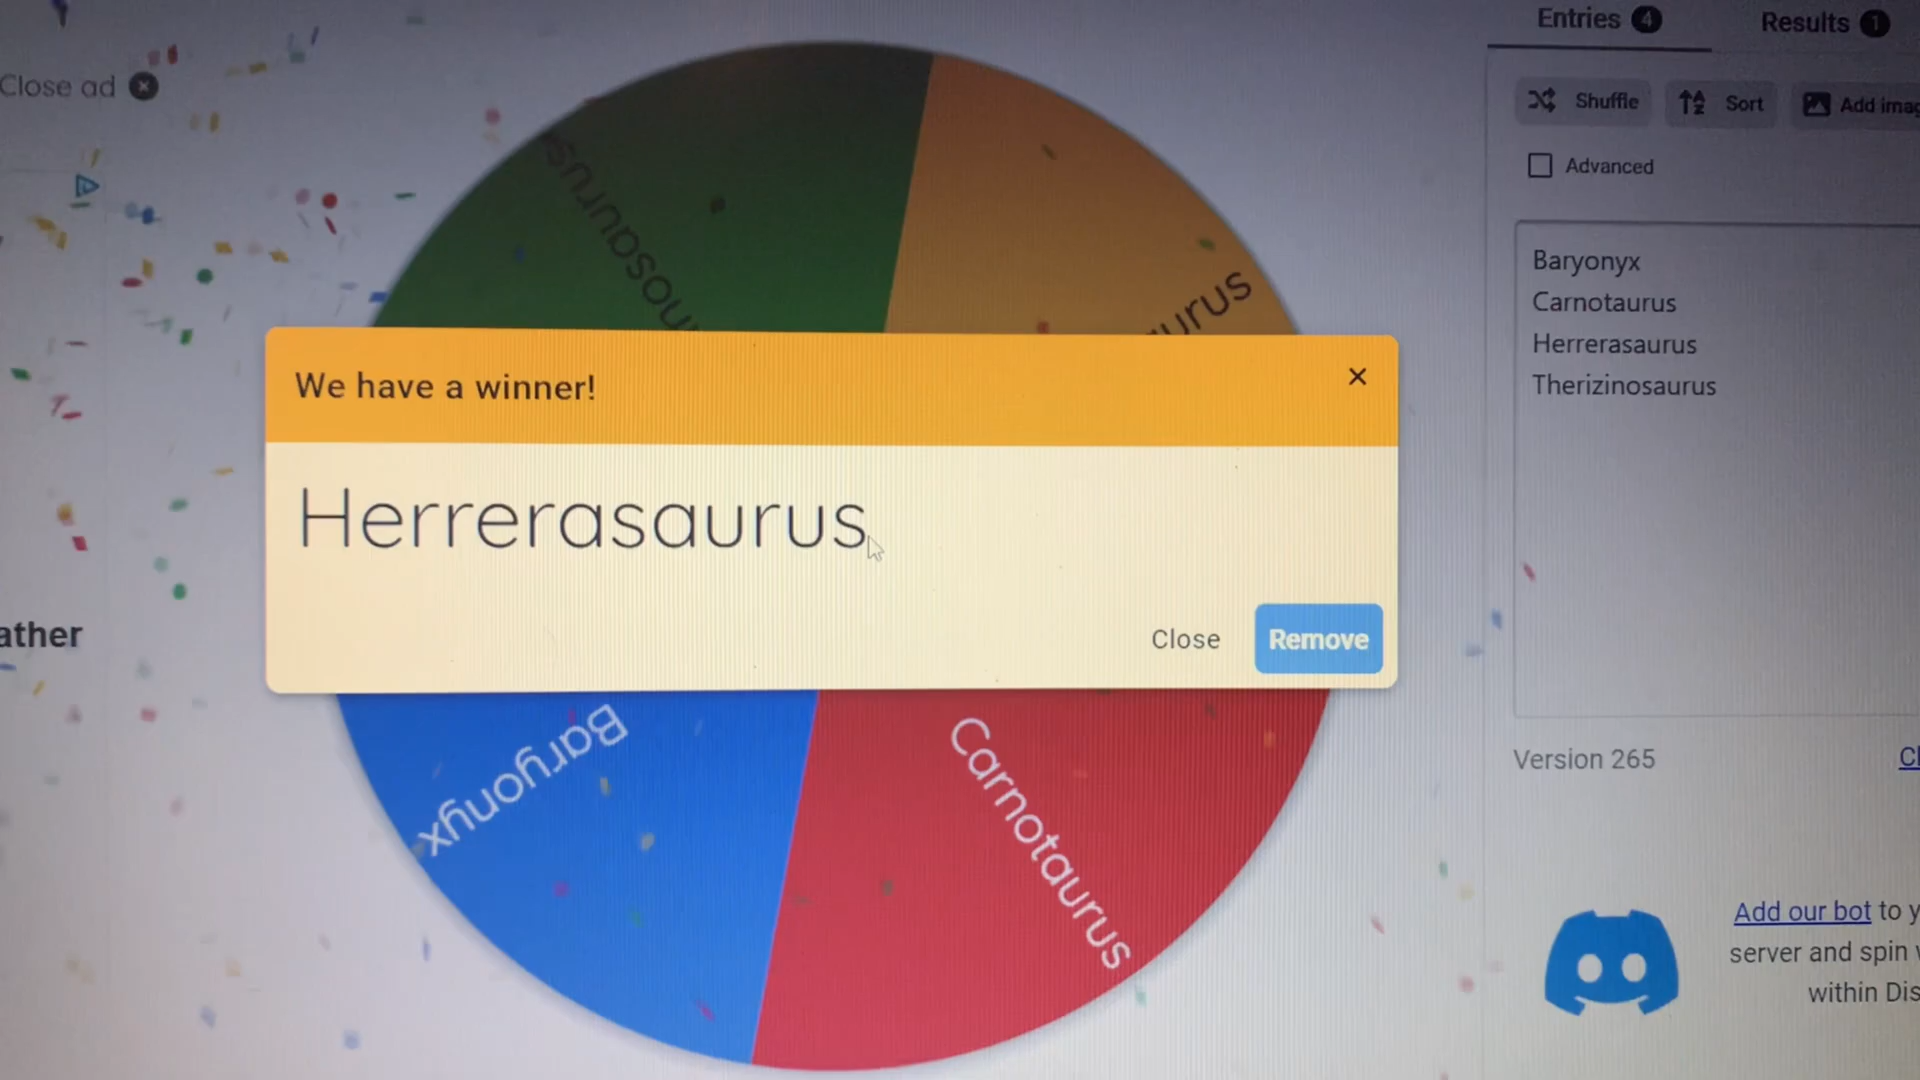 Entries 4
Results 1
Close ad
Shuffle
Sort
Add imag
Advanced
Baryonyx
Carnotaurus
Herrerasaurus
Therizinosaurus
nosaurus
urus
We have a winner!
Herrerasaurus
Close
Remove
ather
Baryonyx
Carnotaurus
Version 265
Add our bot to y
server and spin
within Dis